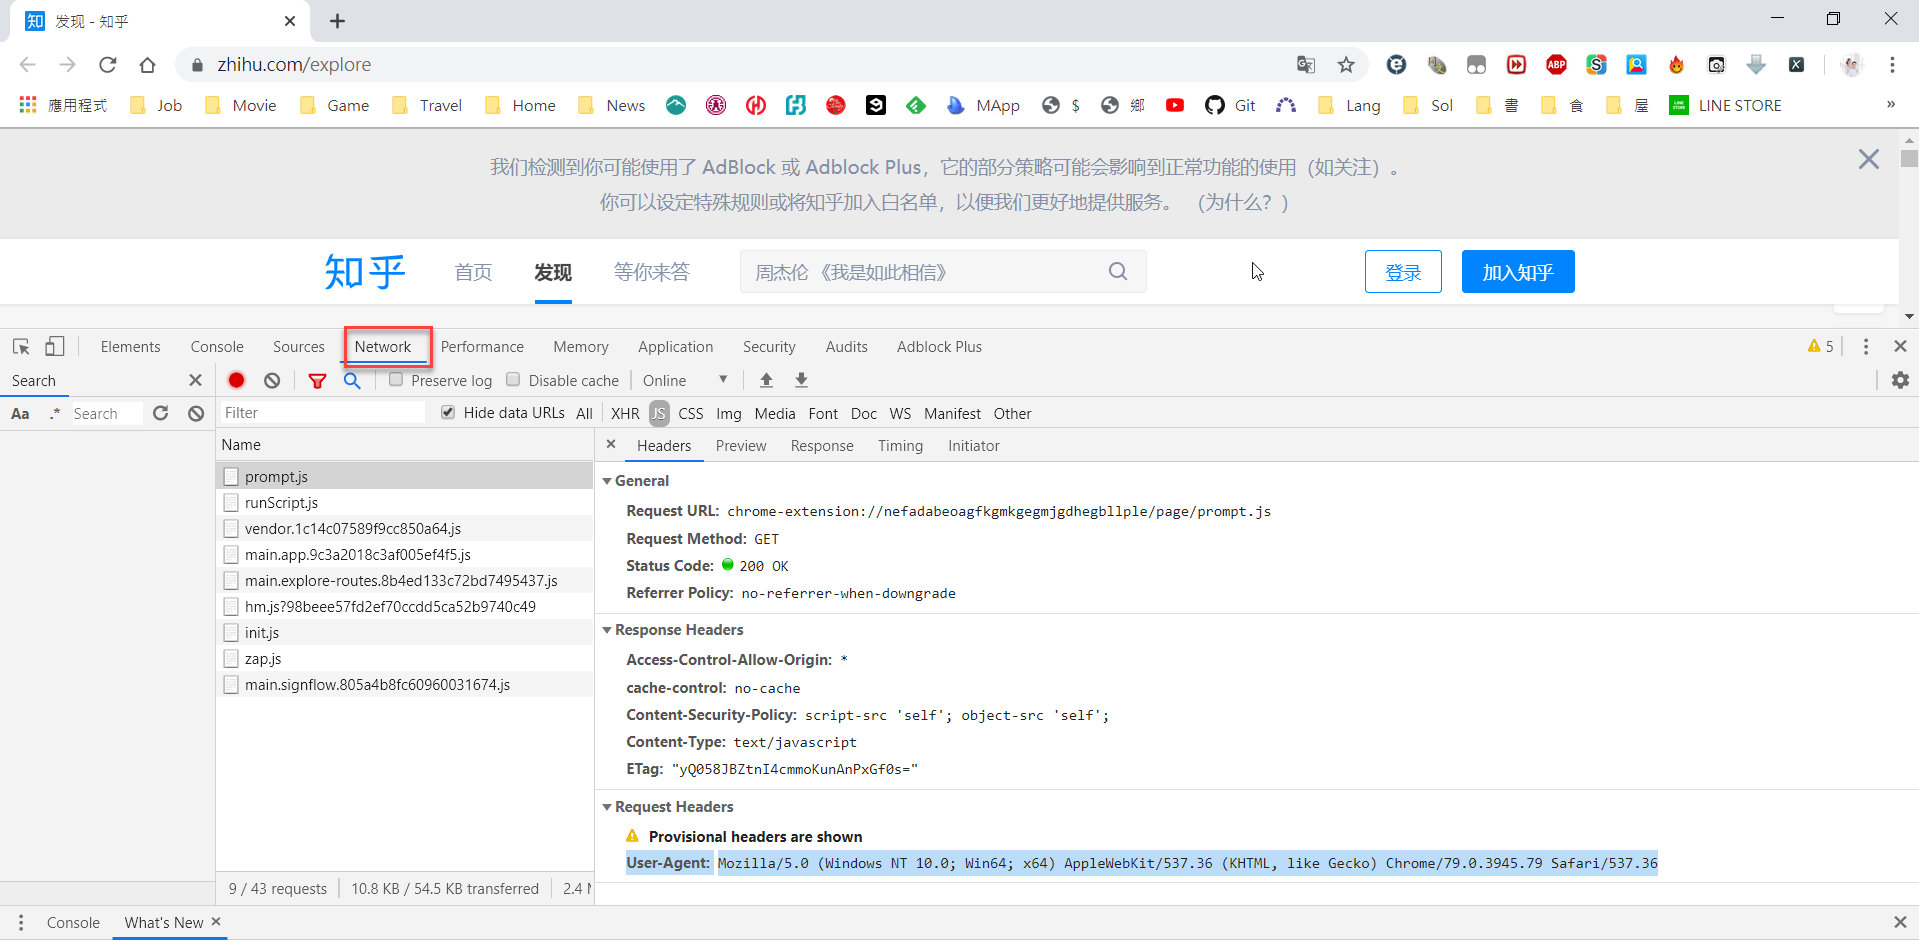 知 发现 - 知乎
zhihu.com/explore
ABP
應用程式 Job Movie Game Travel Home News MApp $ 鄉 Git Lang Sol 書 食 屋 LINE STORE »
我们检测到你可能使用了 AdBlock 或 Adblock Plus，它的部分策略可能会影响到正常功能的使用（如关注）。
你可以设定特殊规则或将知乎加入白名单，以便我们更好地提供服务。 （为什么？）
知乎 首页 发现 等你来答 周杰伦 《我是如此相信》 登录 加入知乎
Elements Console Sources Network Performance Memory Application Security Audits Adblock Plus 5
Search Preserve log Disable cache Online
Aa .* Search Filter Hide data URLs All XHR JS CSS Img Media Font Doc WS Manifest Other
Name
prompt.js
runScript.js
vendor.1c14c07589f9cc850a64.js
main.app.9c3a2018c3af005ef4f5.js
main.explore-routes.8b4ed133c72bd7495437.js
hm.js?98beee57fd2ef70ccdd5ca52b9740c49
init.js
zap.js
main.signflow.805a4b8fc60960031674.js
9 / 43 requests 10.8 KB / 54.5 KB transferred 2.4
Headers Preview Response Timing Initiator
General
Request URL: chrome-extension://nefadabeoagfkgmkgegmjgdhegbllple/page/prompt.js
Request Method: GET
Status Code: 200 OK
Referrer Policy: no-referrer-when-downgrade
Response Headers
Access-Control-Allow-Origin: *
cache-control: no-cache
Content-Security-Policy: script-src 'self'; object-src 'self';
Content-Type: text/javascript
ETag: "yQ058JBZtnI4cmmoKunAnPxGf0s="
Request Headers
Provisional headers are shown
User-Agent: Mozilla/5.0 (Windows NT 10.0; Win64; x64) AppleWebKit/537.36 (KHTML, like Gecko) Chrome/79.0.3945.79 Safari/537.36
Console What's New